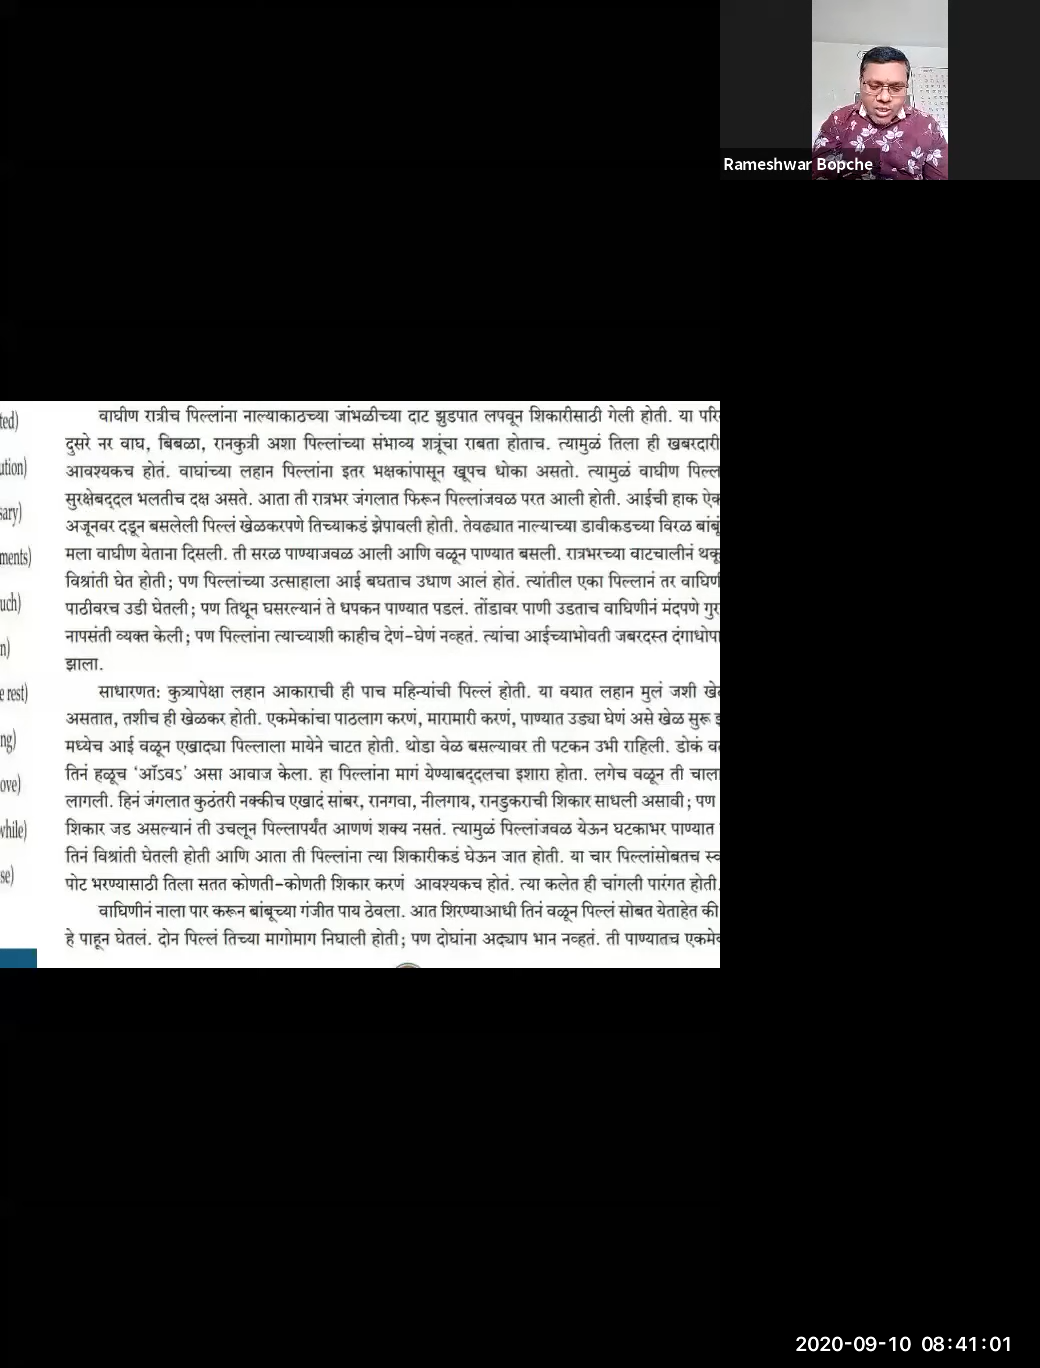 Rameshwar Bopche
ted)
ution)
sary)
ments)
uch)
n)
e rest)
ng)
ove)
while)
se)
वाघीण रात्रीच पिल्लांना नाल्याकाठच्या जांभळीच्या दाट झुडपात लपवून शिकारीसाठी गेली होती. या परि
दुसरे नर वाघ, बिबळा, रानकुत्री अशा पिल्लांच्या संभाव्य शत्रूंचा राबता होताच. त्यामुळं तिला ही खबरदारी
आवश्यकच होतं. वाघांच्या लहान पिल्लांना इतर भक्षकांपासून खूपच धोका असतो. त्यामुळं वाघीण पिल्ल
सुरक्षेबद्दल भलतीच दक्ष असते. आता ती रात्रभर जंगलात फिरून पिल्लांजवळ परत आली होती. आईची हाक ऐक
अजूनवर दडून बसलेली पिल्लं खेळकरपणे तिच्याकडं झेपावली होती. तेवढ्यात नाल्याच्या डावीकडच्या विरळ बांबूं
मला वाघीण येताना दिसली. ती सरळ पाण्याजवळ आली आणि वळून पाण्यात बसली. रात्रभरच्या वाटचालीनं थकू
विश्रांती घेत होती; पण पिल्लांच्या उत्साहाला आई बघताच उधाण आलं होतं. त्यांतील एका पिल्लानं तर वाघिण
पाठीवरच उडी घेतली; पण तिथून घसरल्यानं ते धपकन पाण्यात पडलं. तोंडावर पाणी उडताच वाघिणीनं मंदपणे गुर
नापसंती व्यक्त केली; पण पिल्लांना त्याच्याशी काहीच देणं-घेणं नव्हतं. त्यांचा आईच्याभोवती जबरदस्त दंगाधोपा
झाला.
साधारणत: कुत्र्यापेक्षा लहान आकाराची ही पाच महिन्यांची पिल्लं होती. या वयात लहान मुलं जशी खे
असतात, तशीच ही खेळकर होती. एकमेकांचा पाठलाग करणं, मारामारी करणं, पाण्यात उड्या घेणं असे खेळ सुरू
मध्येच आई वळून एखाद्या पिल्लाला मायेने चाटत होती. थोडा वेळ बसल्यावर ती पटकन उभी राहिली. डोकं व
तिनं हळूच ‘ऑऽवऽ’ असा आवाज केला. हा पिल्लांना मागं येण्याबद्दलचा इशारा होता. लगेच वळून ती चाला
लागली. हिनं जंगलात कुठंतरी नक्कीच एखादं सांबर, रानगवा, नीलगाय, रानडुकराची शिकार साधली असावी; पण
शिकार जड असल्यानं ती उचलून पिल्लापर्यंत आणणं शक्य नसतं. त्यामुळं पिल्लांजवळ येऊन घटकाभर पाण्यात
तिनं विश्रांती घेतली होती आणि आता ती पिल्लांना त्या शिकारीकडं घेऊन जात होती. या चार पिल्लांसोबतच स्व
पोट भरण्यासाठी तिला सतत कोणती-कोणती शिकार करणं आवश्यकच होतं. त्या कलेत ही चांगली पारंगत होती.
वाघिणीनं नाला पार करून बांबूच्या गंजीत पाय ठेवला. आत शिरण्याआधी तिनं वळून पिल्लं सोबत येताहेत की
हे पाहून घेतलं. दोन पिल्लं तिच्या मागोमाग निघाली होती; पण दोघांना अद्याप भान नव्हतं. ती पाण्यातच एकमे
2020-09-10 08:41:01